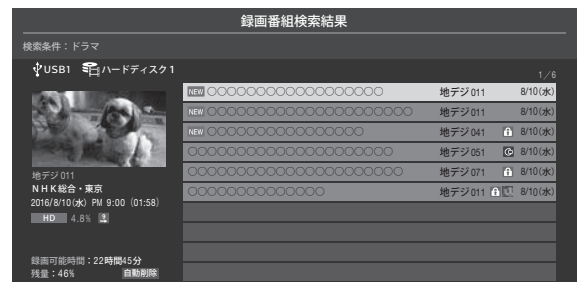 録画番組検索結果
検索条件：ドラマ
USB1 ハードディスク1
1／6
NEW ○○○○○○○○○○○○○○○○○○ 地デジ011 8/10(水)
NEW ○○○○○○○○○○○○○○○○○○○○○ 地デジ011 8/10(水)
NEW ○○○○○○○○○○○○○○○○ 地デジ041 8/10(水)
○○○○○○○○○○○○○○○○○○○○○ 地デジ051 8/10(水)
○○○○○○○○○○○○○○○○○○○○○○ 地デジ071 8/10(水)
○○○○○○○○○○○○○○ 地デジ011 8/10(水)
地デジ011
NHK総合・東京
2016/8/10(水) PM 9:00 (01:58)
HD 4.8%
録画可能時間：22時間45分
残量：46% 自動削除